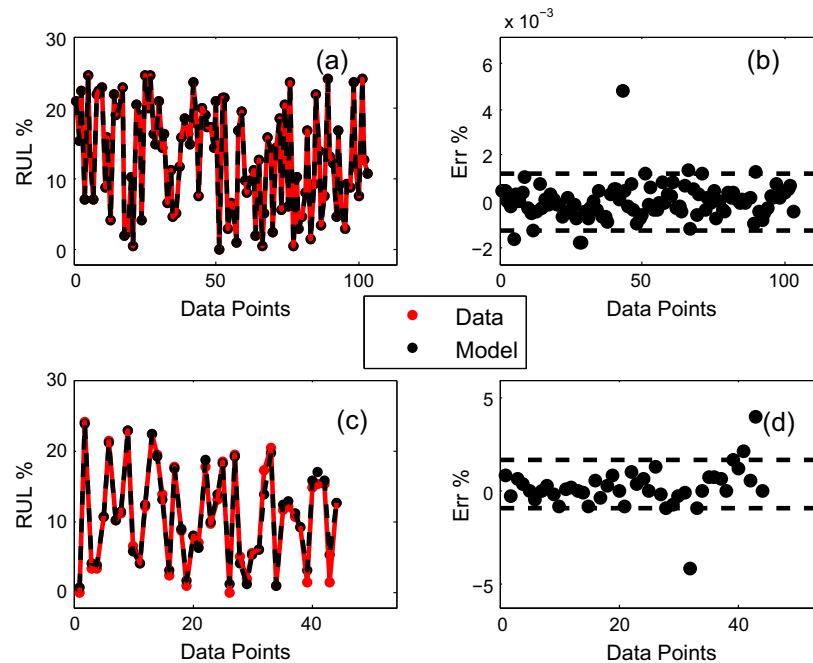 (a)
RUL %
30
20
10
0
0
50
100
Data Points
x 10⁻³
(b)
Err %
6
4
2
0
−2
0
50
100
Data Points
Data
Model
(c)
RUL %
30
20
10
0
0
20
40
Data Points
(d)
Err %
5
0
−5
0
20
40
Data Points